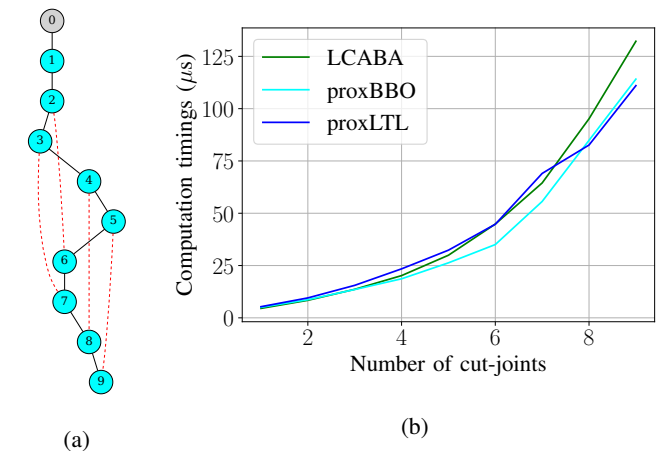 0
1
2
3
4
5
6
7
8
9
(a)
Computation timings (μs)
125
100
75
50
25
0
LCABA
proxBBO
proxLTL
2 4 6 8
Number of cut-joints
(b)